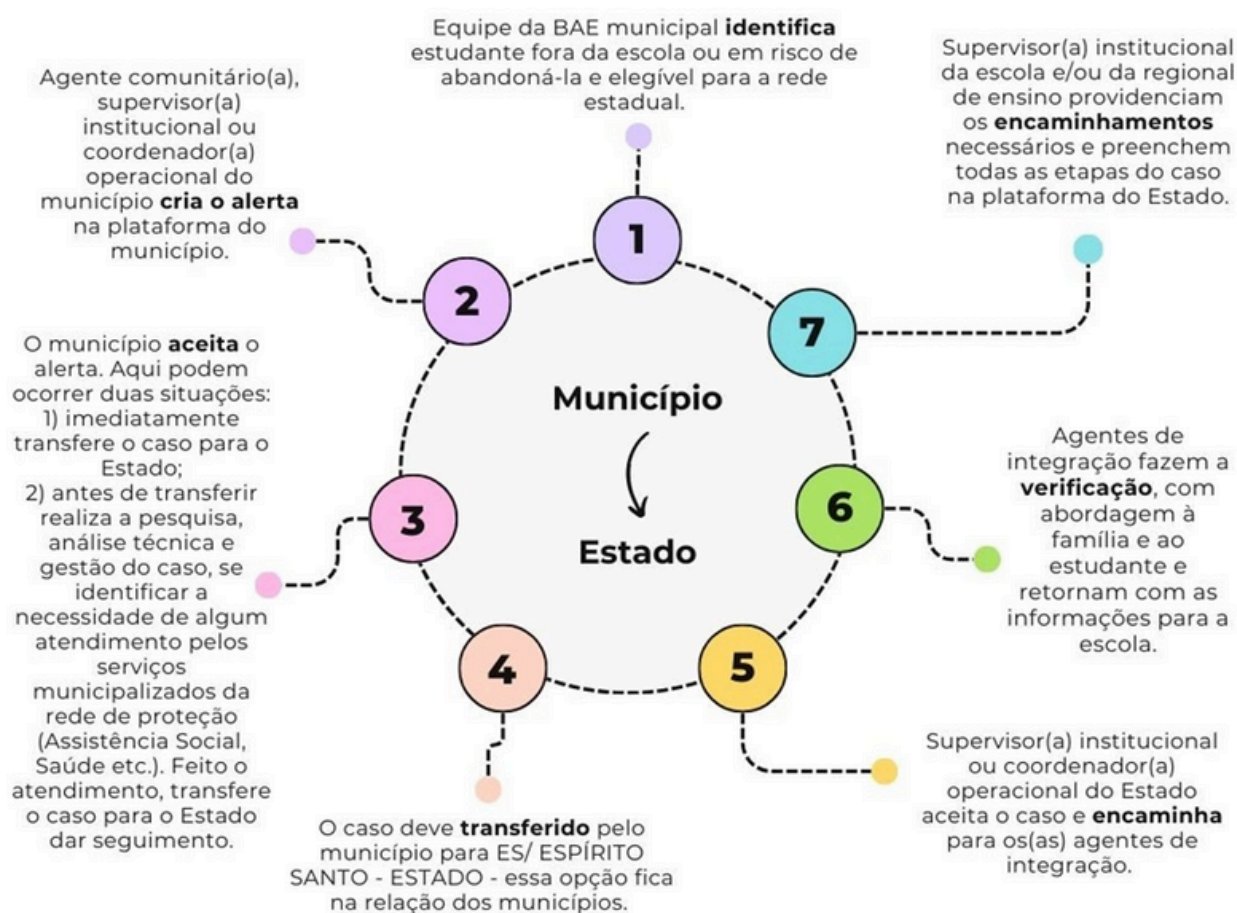 Equipe da BAE municipal identifica
estudante fora da escola ou em risco de
abandoná-la e elegível para a rede
estadual.
1
Agente comunitário(a),
supervisor(a)
institucional ou
coordenador(a)
operacional do
município cria o alerta
na plataforma do
município.
2
O município aceita o
alerta. Aqui podem
ocorrer duas situações:
1) imediatamente
transfere o caso para o
Estado;
2) antes de transferir
realiza a pesquisa,
análise técnica e
gestão do caso, se
identificar a
necessidade de algum
atendimento pelos
serviços
municipalizados da
rede de proteção
(Assistência Social,
Saúde etc.). Feito o
atendimento, transfere
o caso para o Estado
dar seguimento.
3
O caso deve transferido pelo
município para ES/ ESPÍRITO
SANTO - ESTADO - essa opção fica
na relação dos municípios.
4
Supervisor(a) institucional
ou coordenador(a)
operacional do Estado
aceita o caso e encaminha
para os(as) agentes de
integração.
5
Agentes de
integração fazem a
verificação, com
abordagem à
família e ao
estudante e
retornam com as
informações para a
escola.
6
Supervisor(a) institucional
da escola e/ou da regional
de ensino providenciam
os encaminhamentos
necessários e preenchem
todas as etapas do caso
na plataforma do Estado.
7
Município
Estado